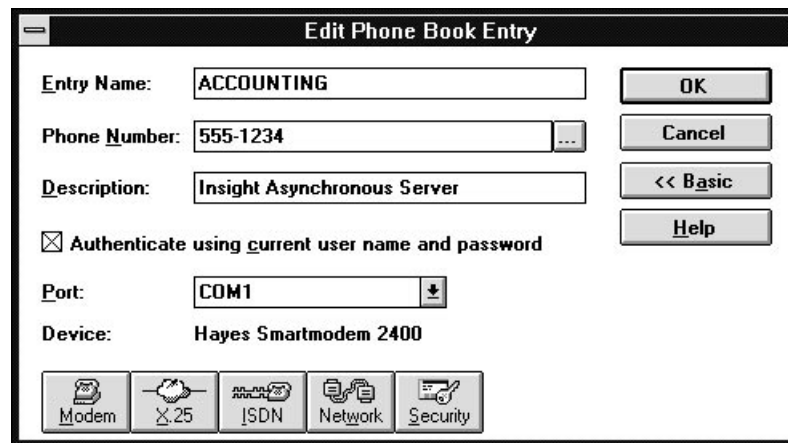 Edit Phone Book Entry
Entry Name: ACCOUNTING
OK
Phone Number: 555-1234 ...
Cancel
Description: Insight Asynchronous Server
<< Basic
Help
Authenticate using current user name and password
Port: COM1
Device: Hayes Smartmodem 2400
Modem X.25 ISDN Network Security